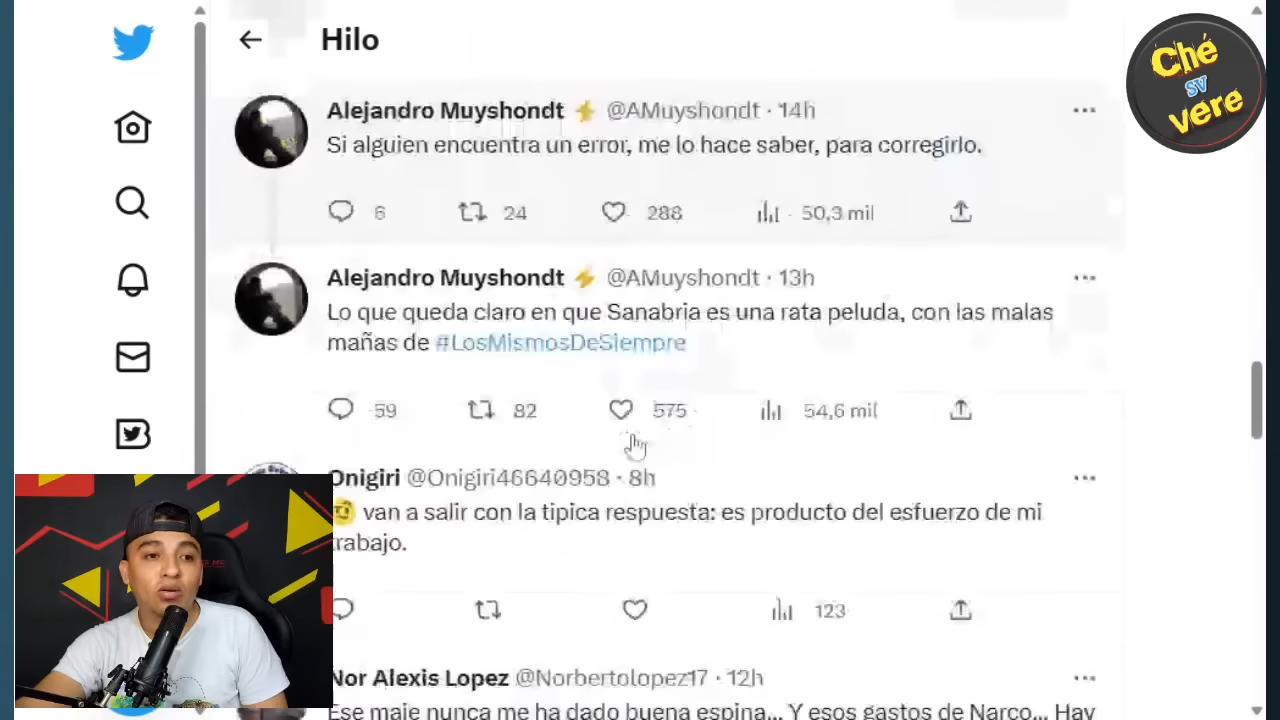 Hilo
Ché
sv
vere
Alejandro Muyshondt ⚡ @AMuyshondt · 14h
Si alguien encuentra un error, me lo hace saber, para corregirlo.
6 24 288 50,3 mil
Alejandro Muyshondt ⚡ @AMuyshondt · 13h
Lo que queda claro en que Sanabria es una rata peluda, con las malas
mañas de #LosMismosDeSiempre
59 82 575 54,6 mil
Onigiri @Onigiri46640958 · 8h
van a salir con la tipica respuesta: es producto del esfuerzo de mi
trabajo.
123
Nor Alexis Lopez @Norbertolopez17 · 12h
Ese maje nunca me ha dado buena espina... Y esos gastos de Narco... Hay